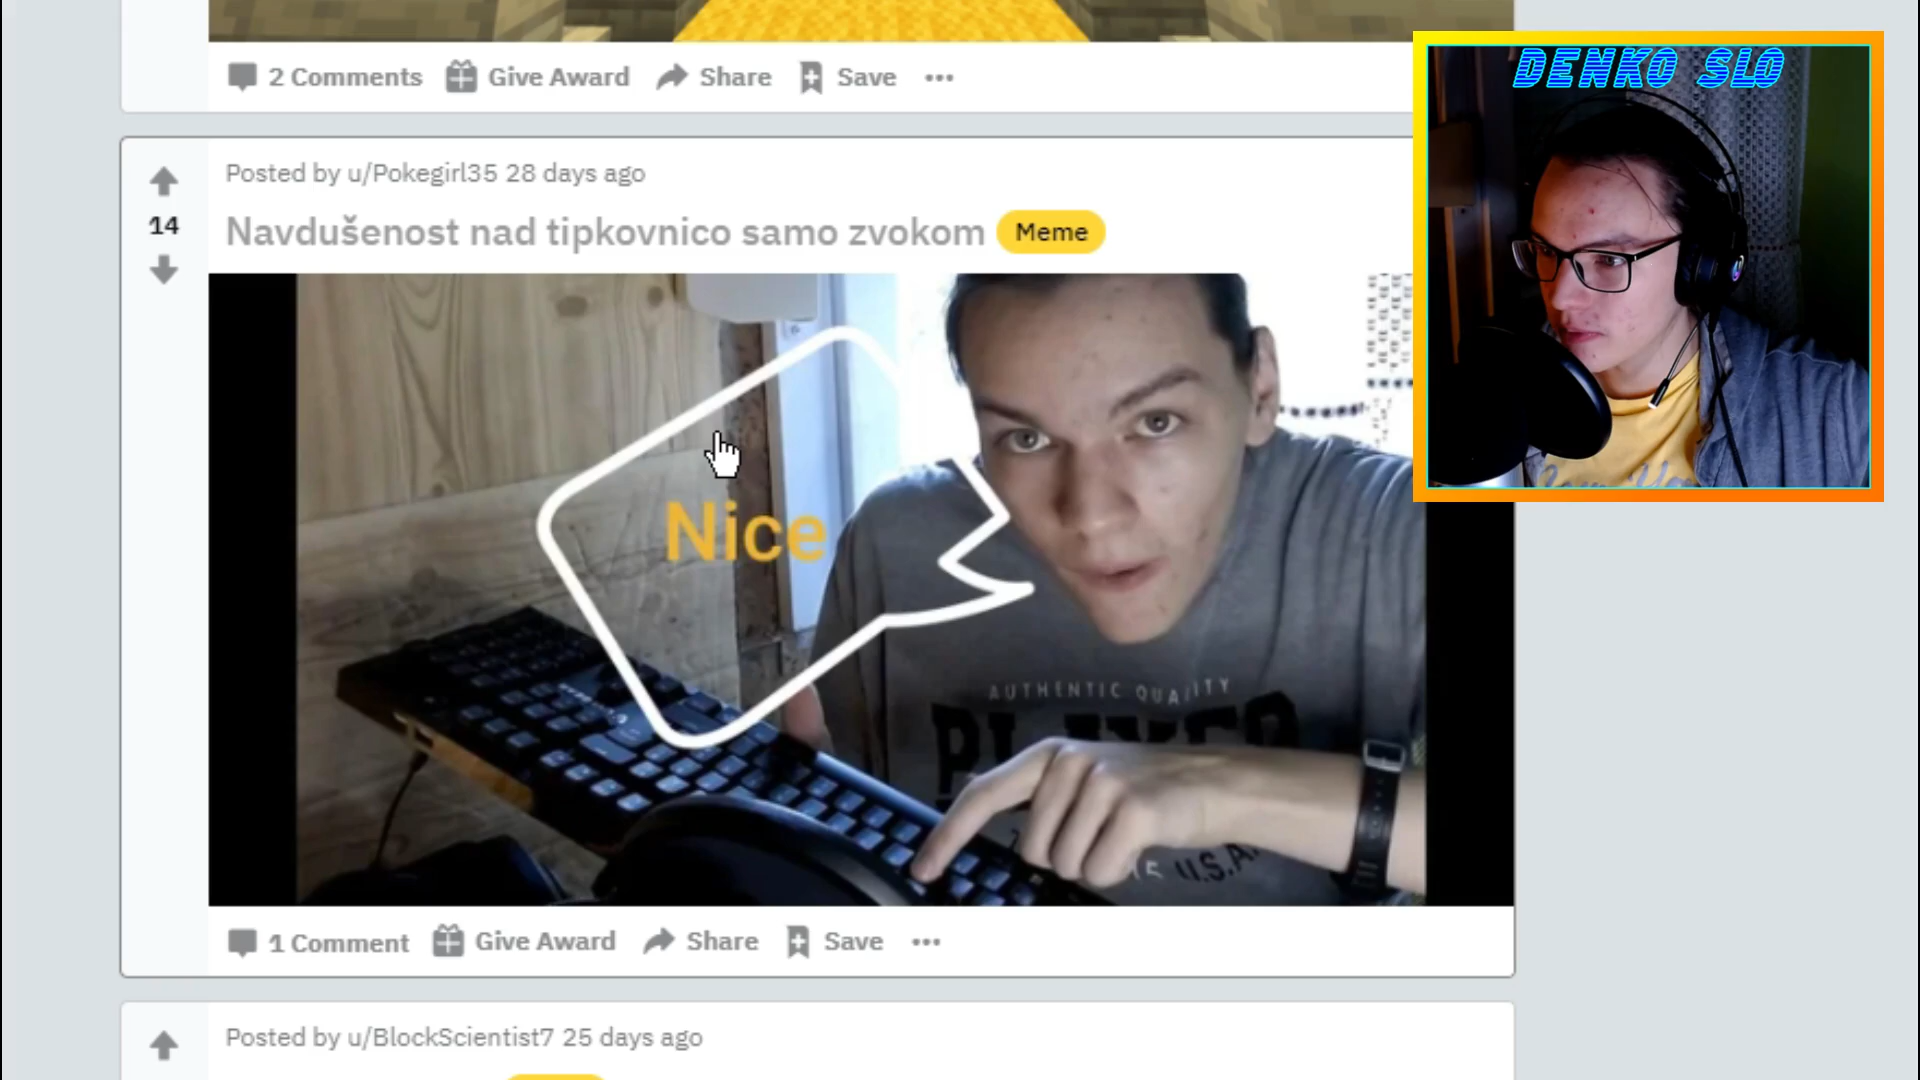 2 Comments Give Award Share Save
DENKO SLO
Posted by u/Pokegirl35 28 days ago
14
Navdušenost nad tipkovnico samo zvokom Meme
Nice
AUTHENTIC QUALITY
PLAYER
U.S.A.
1 Comment Give Award Share Save
Posted by u/BlockScientist7 25 days ago